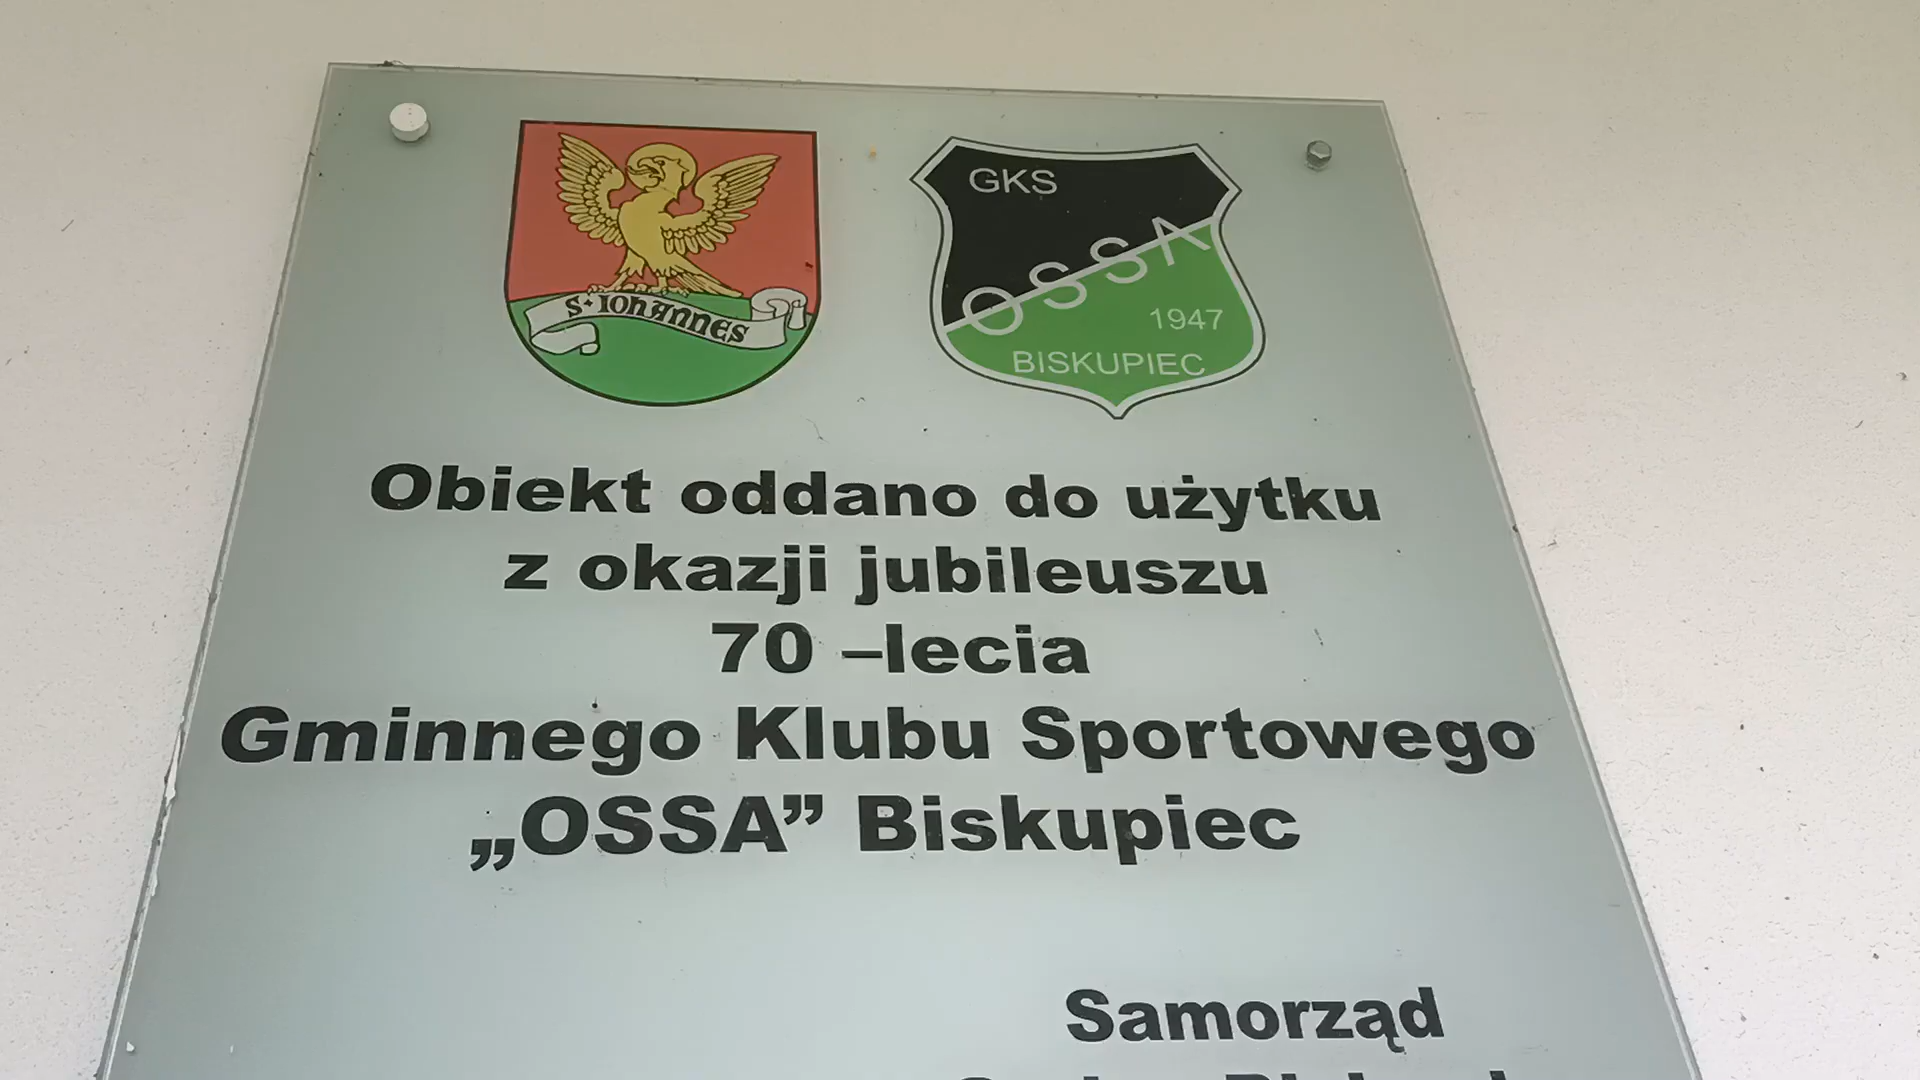 S·IOHANNES
GKS
OSSA
1947
BISKUPIEC
Obiekt oddano do użytku
z okazji jubileuszu
70 –lecia
Gminnego Klubu Sportowego
„OSSA” Biskupiec
Samorząd